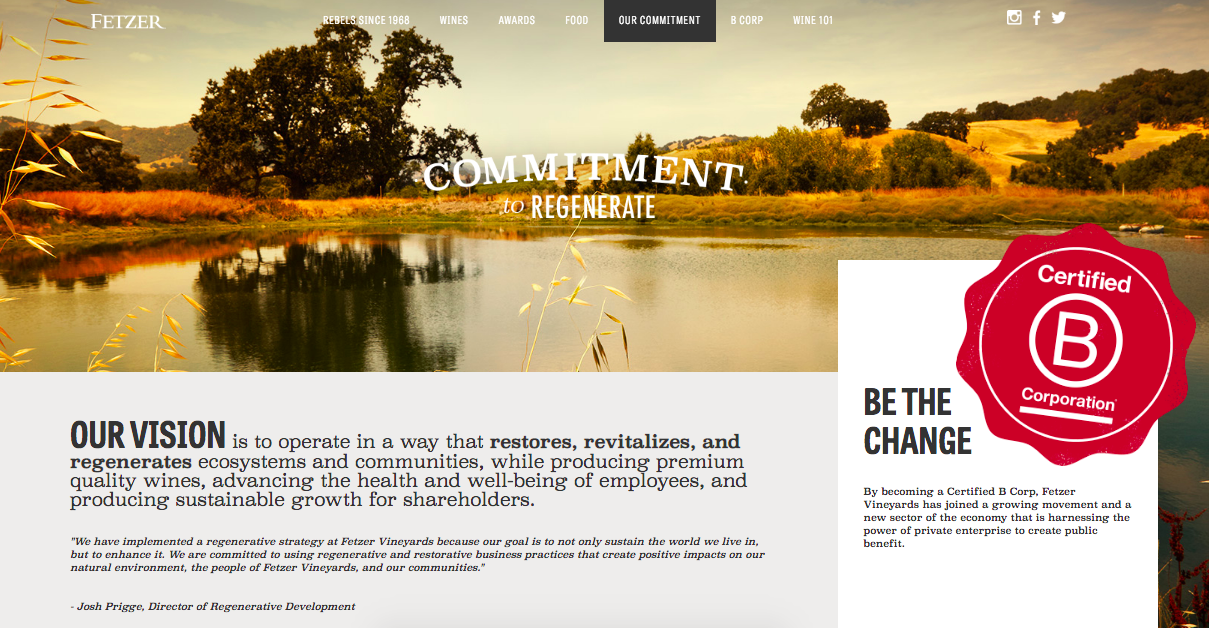 FETZER
REBELS SINCE 1968
WINES
AWARDS
FOOD
OUR COMMITMENT
B CORP
WINE 101
COMMITMENT
to REGENERATE
Certified
B
Corporation
OUR VISION is to operate in a way that restores, revitalizes, and
regenerates ecosystems and communities, while producing premium
quality wines, advancing the health and well-being of employees, and
producing sustainable growth for shareholders.
"We have implemented a regenerative strategy at Fetzer Vineyards because our goal is to not only sustain the world we live in,
but to enhance it. We are committed to using regenerative and restorative business practices that create positive impacts on our
natural environment, the people of Fetzer Vineyards, and our communities."
- Josh Prigge, Director of Regenerative Development
BE THE
CHANGE
By becoming a Certified B Corp, Fetzer
Vineyards has joined a growing movement and a
new sector of the economy that is harnessing the
power of private enterprise to create public
benefit.